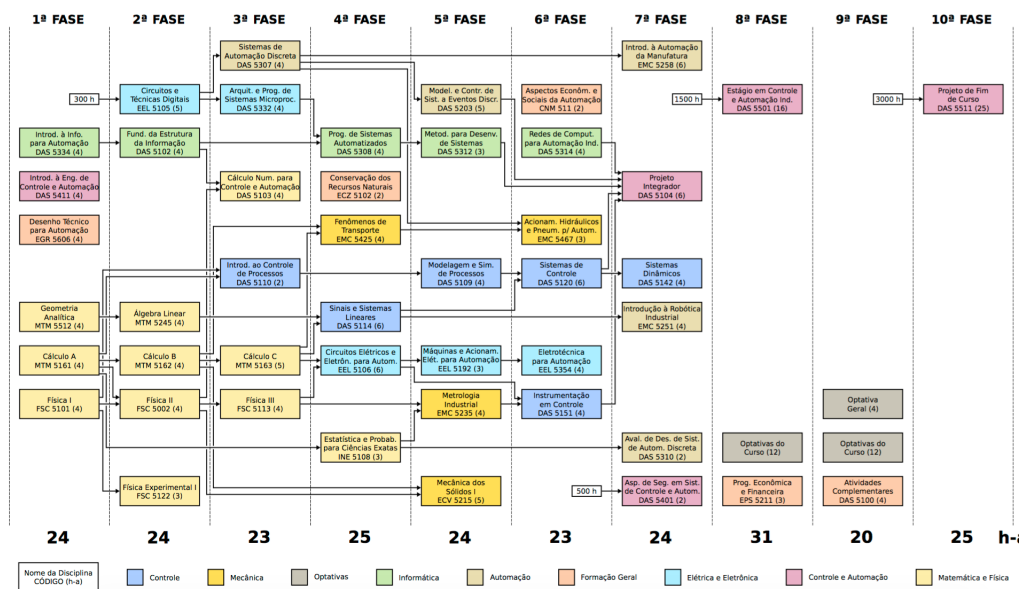 1ª FASE
2ª FASE
3ª FASE
4ª FASE
5ª FASE
6ª FASE
7ª FASE
8ª FASE
9ª FASE
10ª FASE
Sistemas de
Automação Discreta
DAS 5307 (4)
Introd. à Automação
da Manufatura
EMC 5258 (6)
300 h
Circuitos e
Técnicas Digitais
EEL 5105 (5)
Arquit. e Prog. de
Sistemas Microproc.
DAS 5332 (4)
Model. e Contr. de
Sist. a Eventos Discr.
DAS 5203 (5)
Aspectos Econôm. e
Sociais da Automação
CNM 511 (2)
1500 h
Estágio em Controle
e Automação Ind.
DAS 5501 (16)
3000 h
Projeto de Fim
de Curso
DAS 5511 (25)
Introd. à Info.
para Automação
DAS 5334 (4)
Fund. da Estrutura
da Informação
DAS 5102 (4)
Prog. de Sistemas
Automatizados
DAS 5308 (4)
Metod. para Desenv.
de Sistemas
DAS 5312 (3)
Redes de Comput.
para Automação Ind.
DAS 5314 (4)
Introd. à Eng. de
Controle e Automação
DAS 5411 (4)
Cálculo Num. para
Controle e Automação
DAS 5103 (4)
Conservação dos
Recursos Naturais
ECZ 5102 (2)
Projeto
Integrador
DAS 5104 (6)
Desenho Técnico
para Automação
EGR 5606 (4)
Fenômenos de
Transporte
EMC 5425 (4)
Acionam. Hidráulicos
e Pneum. p/ Autom.
EMC 5467 (3)
Introd. ao Controle
de Processos
DAS 5110 (2)
Modelagem e Sim.
de Processos
DAS 5109 (4)
Sistemas de
Controle
DAS 5120 (6)
Sistemas
Dinâmicos
DAS 5142 (4)
Geometria
Analítica
MTM 5512 (4)
Álgebra Linear
MTM 5245 (4)
Sinais e Sistemas
Lineares
DAS 5114 (6)
Introdução à Robótica
Industrial
EMC 5251 (4)
Cálculo A
MTM 5161 (4)
Cálculo B
MTM 5162 (4)
Cálculo C
MTM 5163 (5)
Circuitos Elétricos e
Eletrôn. para Autom.
EEL 5106 (6)
Máquinas e Acionam.
Elét. para Automação
EEL 5192 (3)
Eletrotécnica
para Automação
EEL 5354 (4)
Física I
FSC 5101 (4)
Física II
FSC 5002 (4)
Física III
FSC 5113 (4)
Metrologia
Industrial
EMC 5235 (4)
Instrumentação
em Controle
DAS 5151 (4)
Optativa
Geral (4)
Estatística e Probab.
para Ciências Exatas
INE 5108 (3)
Aval. de Des. de Sist.
de Autom. Discreta
DAS 5310 (2)
Optativas do
Curso (12)
Optativas do
Curso (12)
Física Experimental I
FSC 5122 (3)
Mecânica dos
Sólidos I
ECV 5215 (5)
500 h
Asp. de Seg. em Sist.
de Controle e Autom.
DAS 5401 (2)
Prog. Econômica
e Financeira
EPS 5211 (3)
Atividades
Complementares
DAS 5100 (4)
24
24
23
25
24
23
24
31
20
25
h-a
Nome da Disciplina
CÓDIGO (h-a)
Controle
Mecânica
Optativas
Informática
Automação
Formação Geral
Elétrica e Eletrônica
Controle e Automação
Matemática e Física